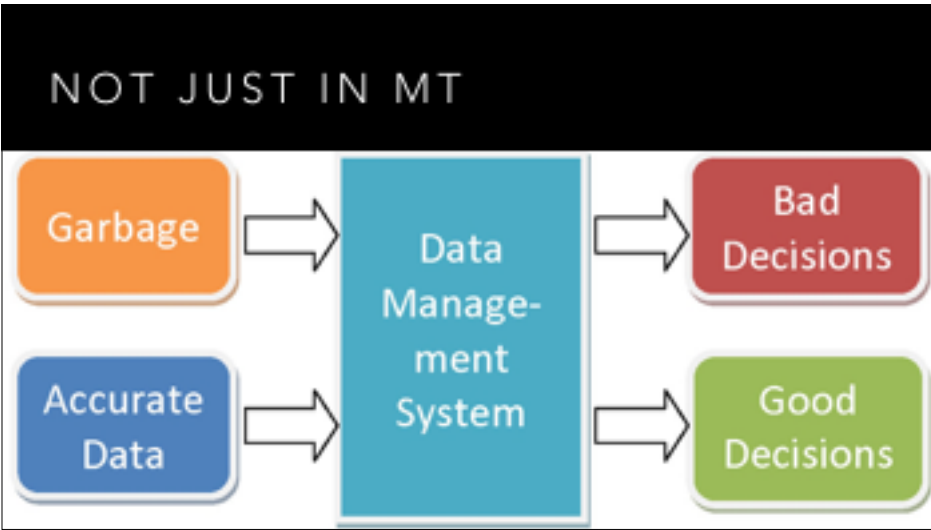 NOT JUST IN MT
Garbage
Data
Manage-
ment
System
Bad
Decisions
Accurate
Data
Good
Decisions